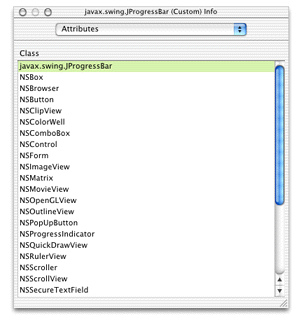 javax.swing.JProgressBar (Custom) Info
Attributes
Class
javax.swing.JProgressBar
NSBox
NSBrowser
NSButton
NSClipView
NSColorWell
NSComboBox
NSControl
NSForm
NSImageView
NSMatrix
NSMovieView
NSOpenGLView
NSOutlineView
NSPopUpButton
NSProgressIndicator
NSQuickDrawView
NSRulerView
NSScroller
NSScrollView
NSSecureTextField